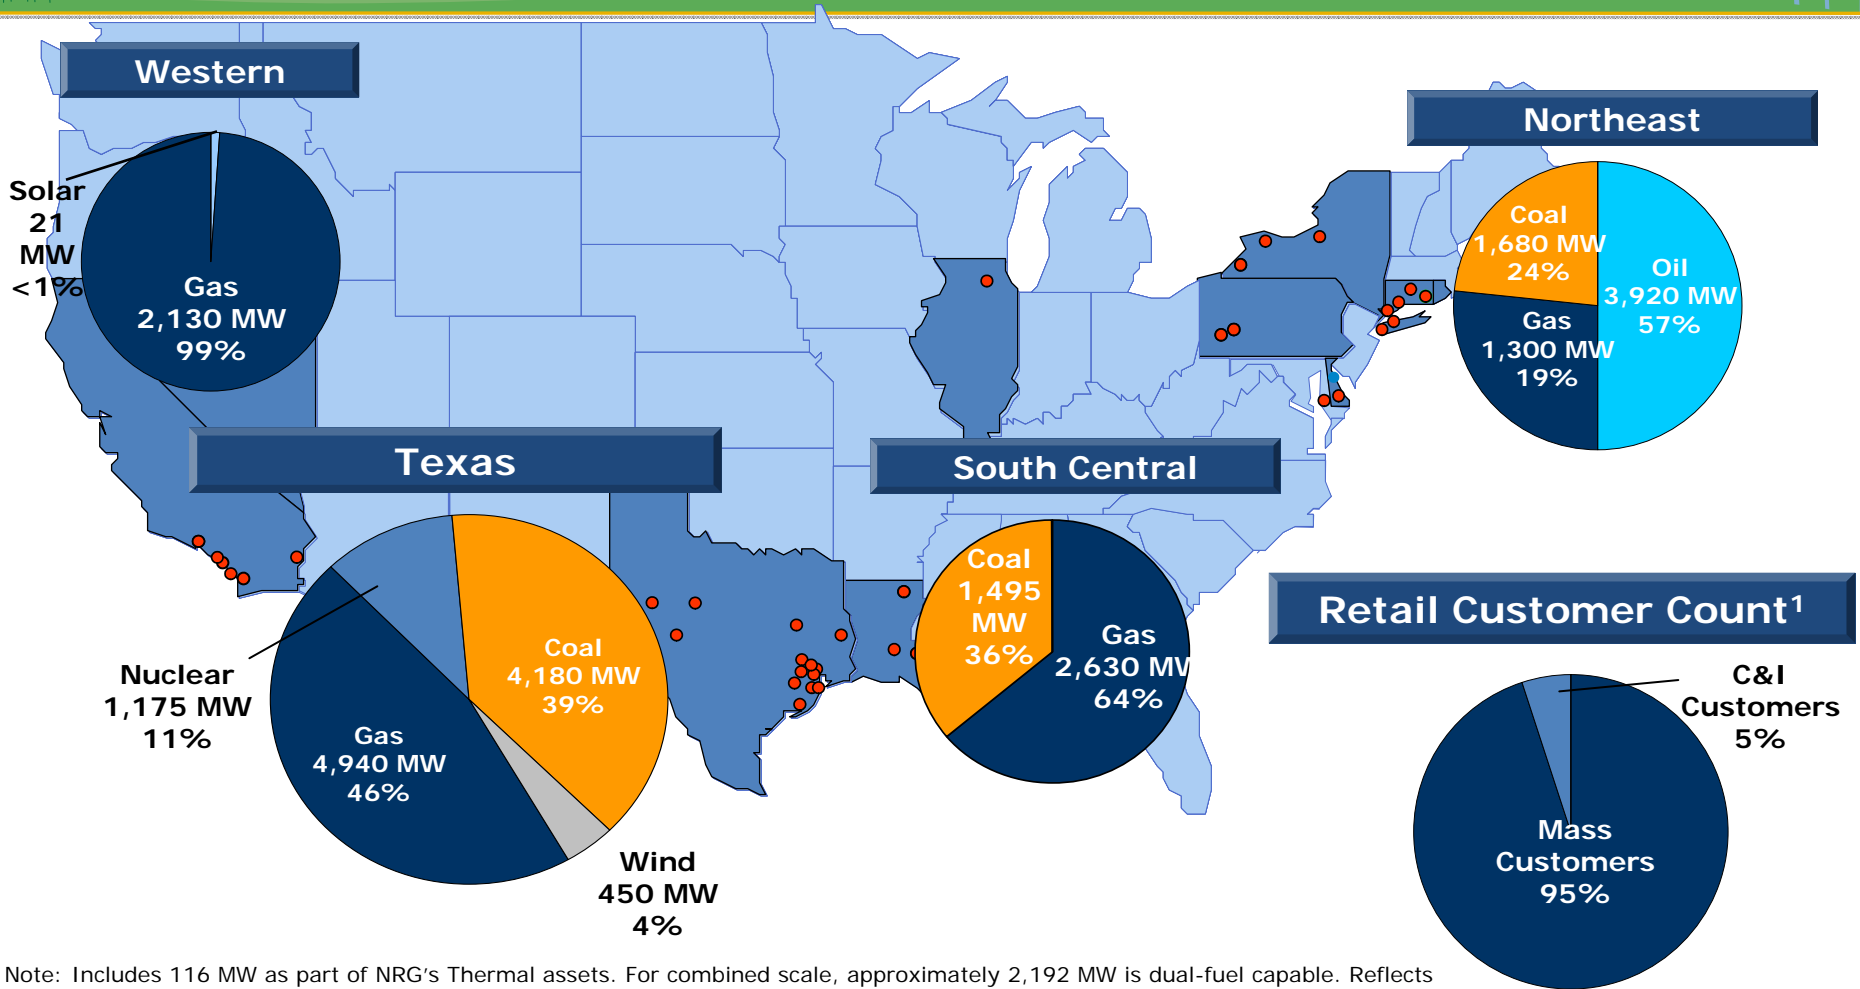 Western
Solar
21
MW
<1%
Gas
2,130 MW
99%
Northeast
Coal
1,680 MW
24%
Oil
3,920 MW
57%
Gas
1,300 MW
19%
Texas
Nuclear
1,175 MW
11%
Coal
4,180 MW
39%
Gas
4,940 MW
46%
Wind
450 MW
4%
South Central
Coal
1,495
MW
36%
Gas
2,630 MW
64%
Retail Customer Count¹
C&I
Customers
5%
Mass
Customers
95%
Note: Includes 116 MW as part of NRG's Thermal assets. For combined scale, approximately 2,192 MW is dual-fuel capable. Reflects